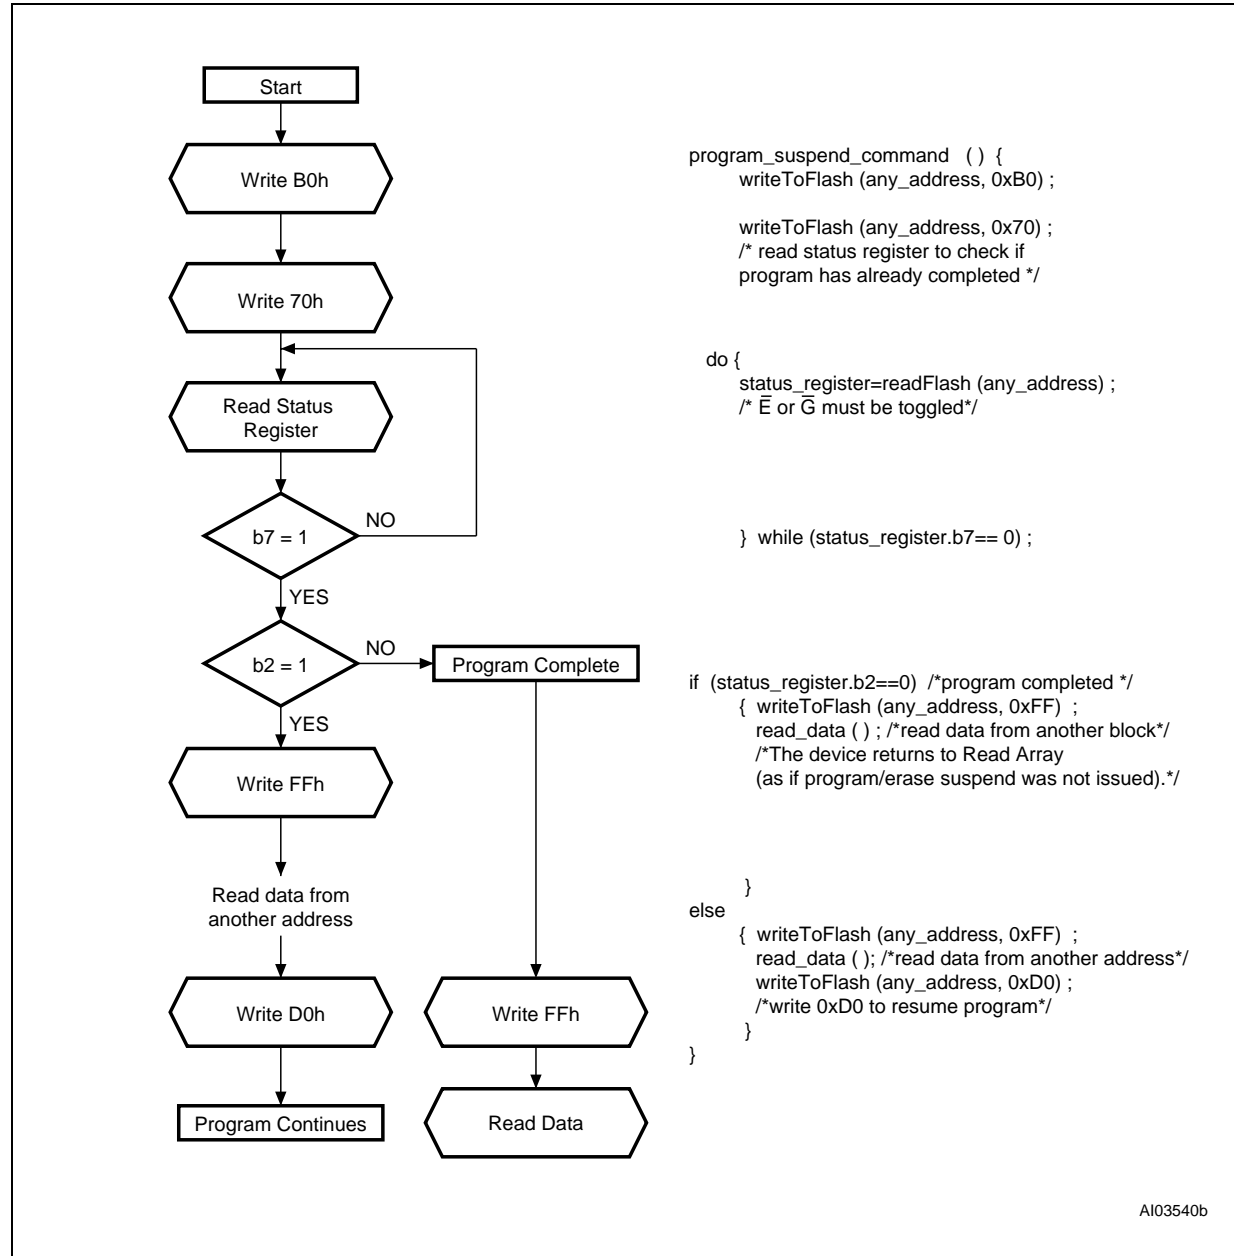 Start
Write B0h
Write 70h
Read Status
Register
b7 = 1
NO
YES
b2 = 1
NO
Program Complete
YES
Write FFh
Read data from
another address
Write D0h
Write FFh
Program Continues
Read Data
program_suspend_command ( ) {
writeToFlash (any_address, 0xB0) ;
writeToFlash (any_address, 0x70) ;
/* read status register to check if
program has already completed */
do {
status_register=readFlash (any_address) ;
/* E̅ or G̅ must be toggled*/
} while (status_register.b7== 0) ;
if (status_register.b2==0) /*program completed */
{ writeToFlash (any_address, 0xFF) ;
read_data ( ) ; /*read data from another block*/
/*The device returns to Read Array
(as if program/erase suspend was not issued).*/
}
else
{ writeToFlash (any_address, 0xFF) ;
read_data ( ); /*read data from another address*/
writeToFlash (any_address, 0xD0) ;
/*write 0xD0 to resume program*/
}
}
AI03540b